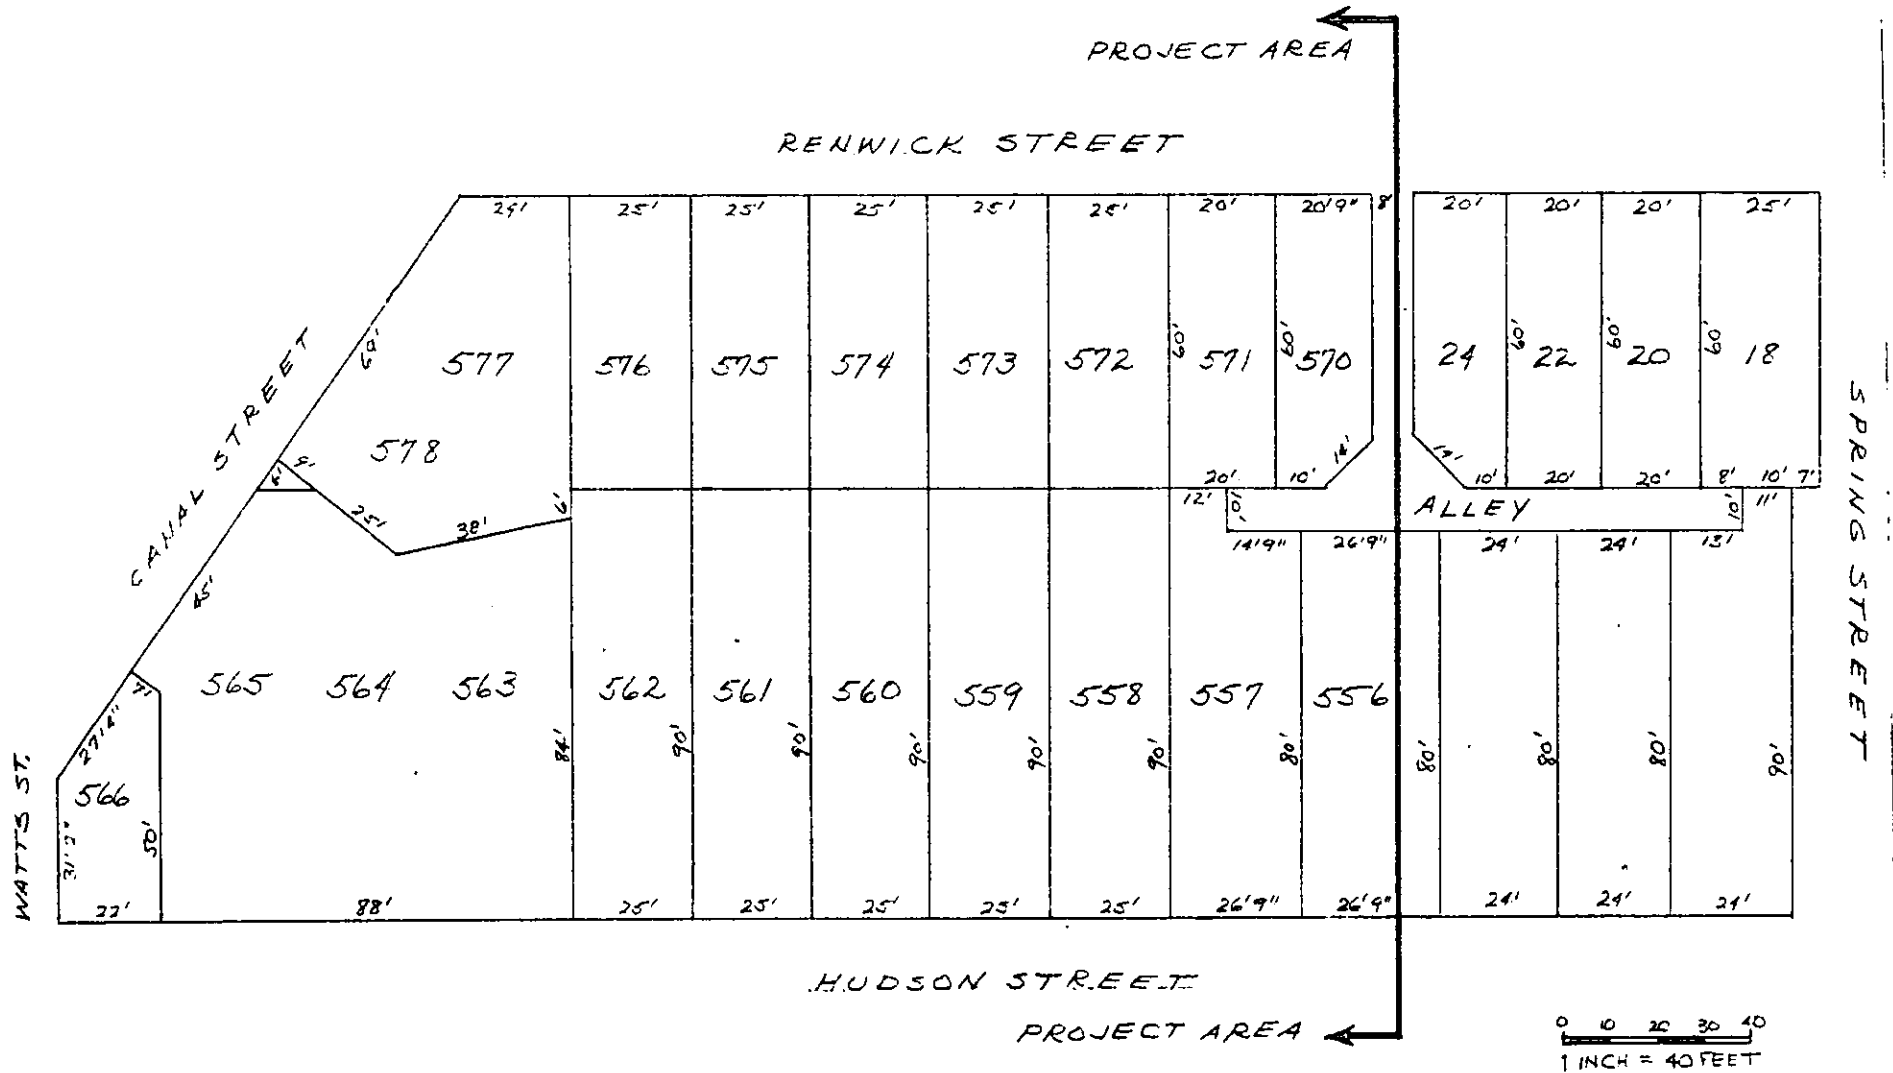 PROJECT AREA
RENWICK STREET
24' 25' 25' 25' 25' 25' 20' 20'9" 8' 20' 20' 20' 25'
CANAL STREET
69'
577 576 575 574 573 572 60' 571 60' 570 24 60' 22 60' 20 60' 18
578
14' 14'
SPRING STREET
6' 9'
20' 10' 10' 20' 20' 8' 10' 7'
25' 38' 6'
12' 10' ALLEY 10' 11'
14'9" 26'9" 24' 24' 13'
45'
7'
565 564 563 562 561 560 559 558 557 556
27'4"
84' 90' 90' 90' 90' 90' 80' 80' 80' 80' 90'
WATTS ST.
566
31'2" 50'
22' 88' 25' 25' 25' 25' 25' 26'9" 26'9" 24' 24' 24'
HUDSON STREET
PROJECT AREA
0 10 20 30 40
1 INCH = 40 FEET